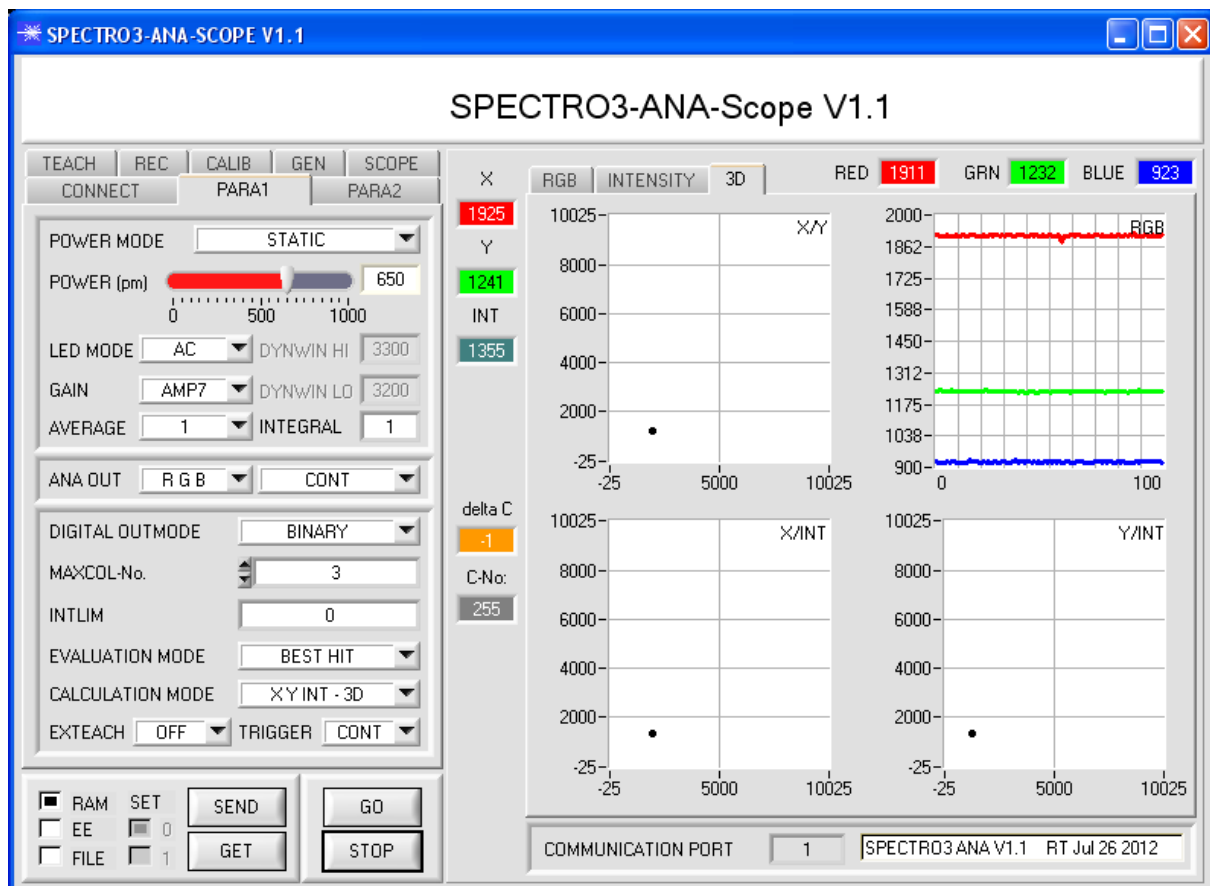 SPECTRO3-ANA-SCOPE V1.1
SPECTRO3-ANA-Scope V1.1
TEACH REC CALIB GEN SCOPE
CONNECT PARA1 PARA2
POWER MODE STATIC
POWER (pm) 650
0 500 1000
LED MODE AC DYNWIN HI 3300
GAIN AMP7 DYNWIN LO 3200
AVERAGE 1 INTEGRAL 1
ANA OUT R G B CONT
DIGITAL OUTMODE BINARY
MAXCOL-No. 3
INTLIM 0
EVALUATION MODE BEST HIT
CALCULATION MODE X Y INT - 3D
EXTEACH OFF TRIGGER CONT
RAM SET SEND GO
EE 0
FILE 1 GET STOP
X
1925
Y
1241
INT
1355
delta C
-1
C-No:
255
RGB INTENSITY 3D RED 1911 GRN 1232 BLUE 923
X/Y
10025
8000
6000
4000
2000
-25
-25 5000 10025
RGB
2000
1862
1725
1588
1450
1312
1175
1038
900
0 100
X/INT
10025
8000
6000
4000
2000
-25
-25 5000 10025
Y/INT
10025
8000
6000
4000
2000
-25
-25 5000 10025
COMMUNICATION PORT 1 SPECTRO3 ANA V1.1 RT Jul 26 2012